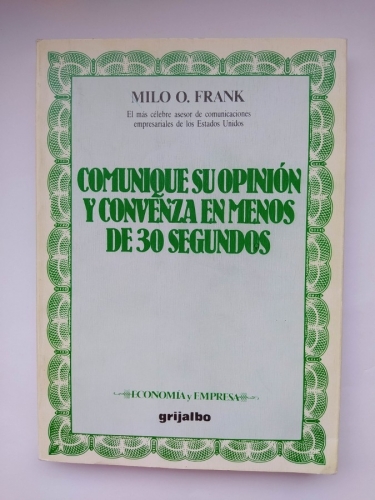 MILO O. FRANK
El más célebre asesor de comunicaciones
empresariales de los Estados Unidos
COMUNIQUE SU OPINIÓN
Y CONVENZA EN MENOS
DE 30 SEGUNDOS
ECONOMÍA y EMPRESA
grijalbo